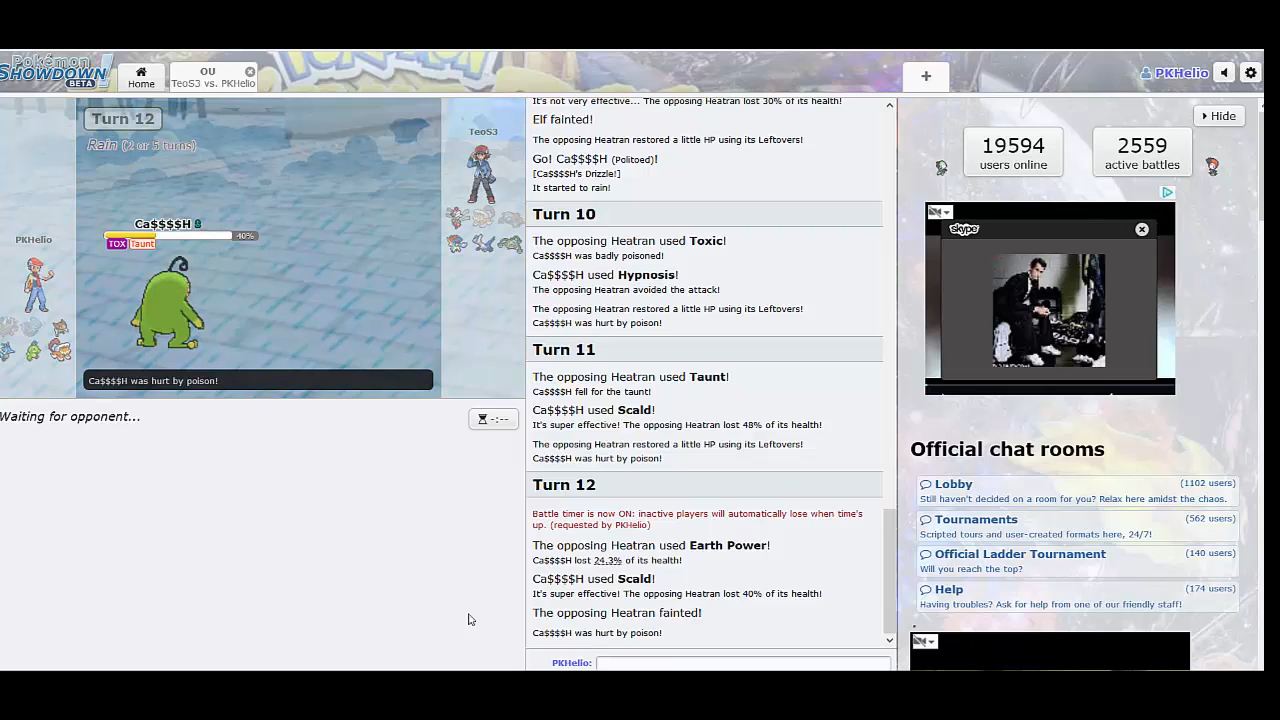 Pokémon
SHOWDOWN!
BETA
Home
OU
TeoS3 vs. PKHelio
+
PKHelio
Turn 12
Rain (2 or 5 turns)
PKHelio
TeoS3
Ca$$$$H
40%
TOX Taunt
Ca$$$$H was hurt by poison!
Waiting for opponent...
-:--
It's not very effective... The opposing Heatran lost 30% of its health!
Elf fainted!
The opposing Heatran restored a little HP using its Leftovers!
Go! Ca$$$$H (Politoed)!
[Ca$$$$H's Drizzle!]
It started to rain!
Turn 10
The opposing Heatran used Toxic!
Ca$$$$H was badly poisoned!
Ca$$$$H used Hypnosis!
The opposing Heatran avoided the attack!
The opposing Heatran restored a little HP using its Leftovers!
Ca$$$$H was hurt by poison!
Turn 11
The opposing Heatran used Taunt!
Ca$$$$H fell for the taunt!
Ca$$$$H used Scald!
It's super effective! The opposing Heatran lost 48% of its health!
The opposing Heatran restored a little HP using its Leftovers!
Ca$$$$H was hurt by poison!
Turn 12
Battle timer is now ON: inactive players will automatically lose when time's
up. (requested by PKHelio)
The opposing Heatran used Earth Power!
Ca$$$$H lost 24.3% of its health!
Ca$$$$H used Scald!
It's super effective! The opposing Heatran lost 40% of its health!
The opposing Heatran fainted!
Ca$$$$H was hurt by poison!
PKHelio:
Hide
19594
users online
2559
active battles
skype
Official chat rooms
Lobby (1102 users)
Still haven't decided on a room for you? Relax here amidst the chaos.
Tournaments (562 users)
Scripted tours and user-created formats here, 24/7!
Official Ladder Tournament (140 users)
Will you reach the top?
Help (174 users)
Having troubles? Ask for help from one of our friendly staff!